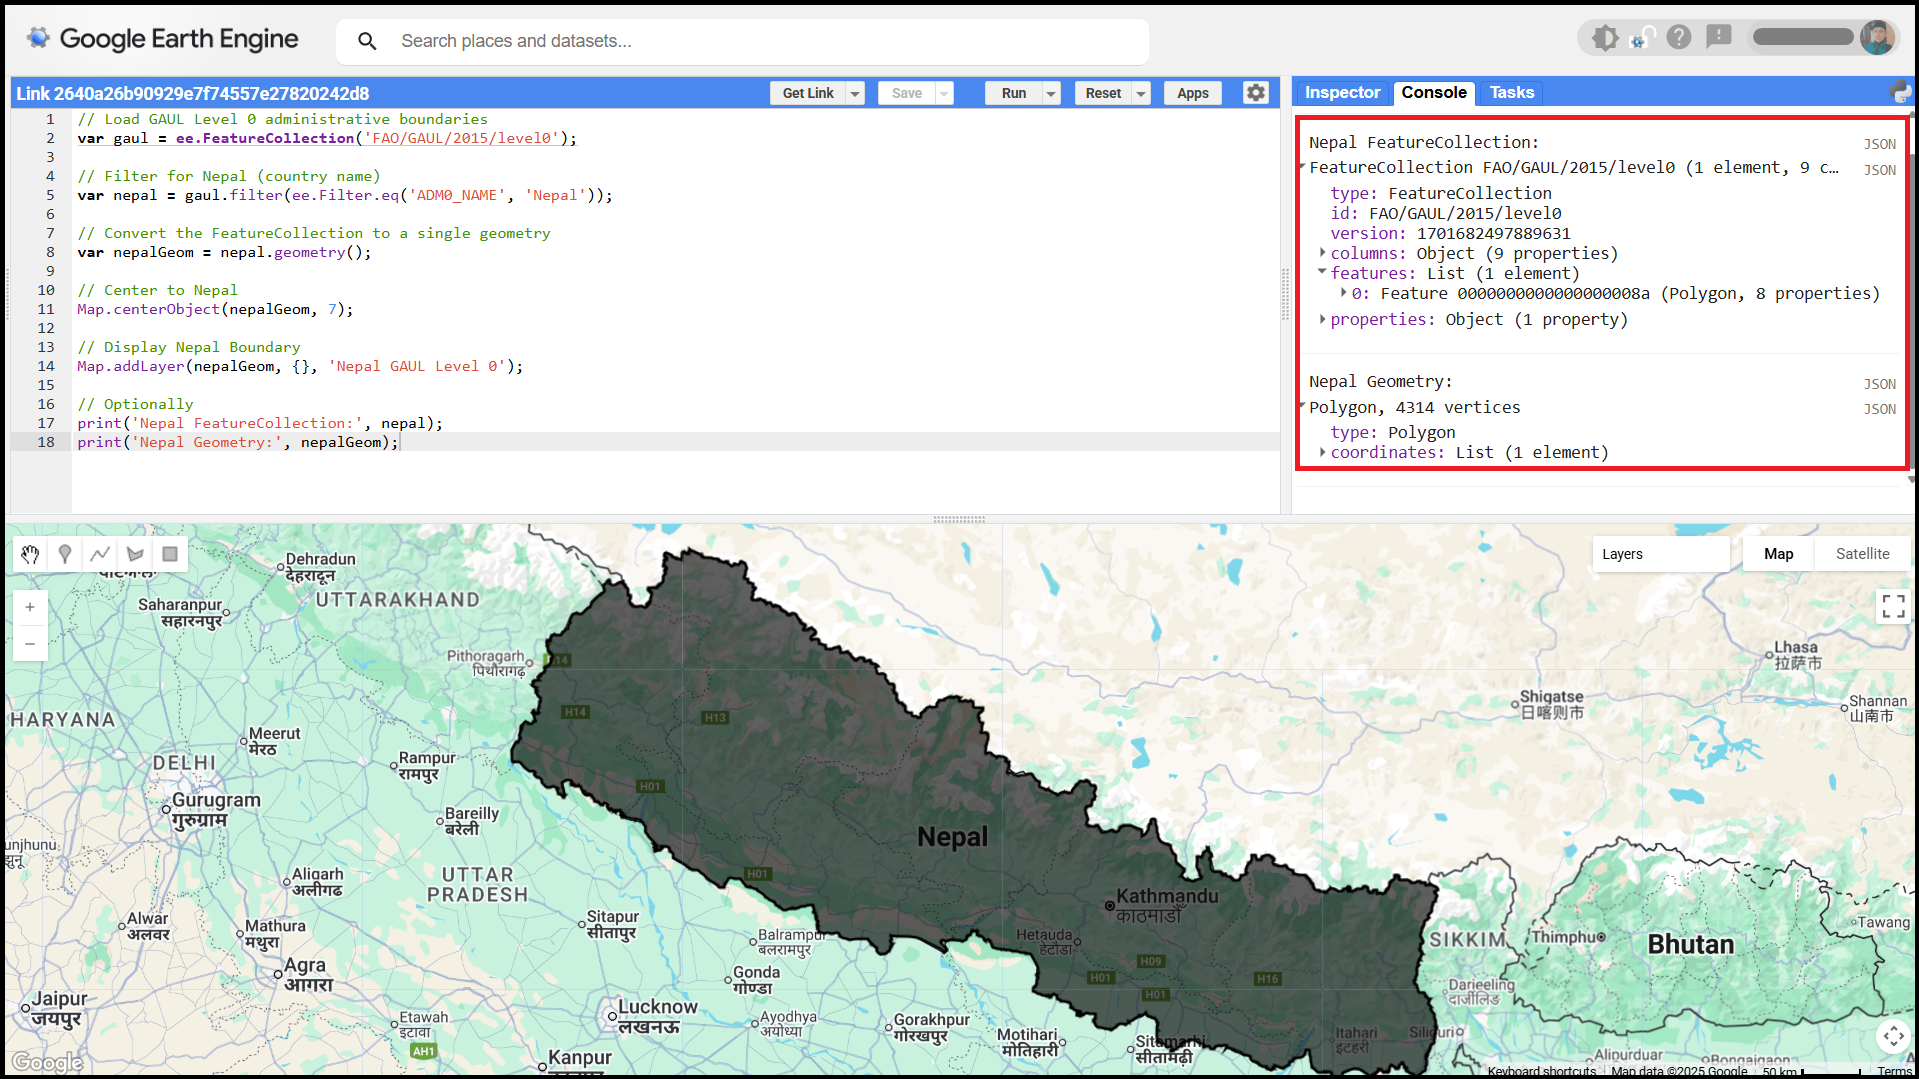 Google Earth Engine
Search places and datasets...
Link 2640a26b90929e7f74557e27820242d8
Get Link
Save
Run
Reset
Apps
1 // Load GAUL Level 0 administrative boundaries
2 var gaul = ee.FeatureCollection('FAO/GAUL/2015/level0');
3
4 // Filter for Nepal (country name)
5 var nepal = gaul.filter(ee.Filter.eq('ADM0_NAME', 'Nepal'));
6
7 // Convert the FeatureCollection to a single geometry
8 var nepalGeom = nepal.geometry();
9
10 // Center to Nepal
11 Map.centerObject(nepalGeom, 7);
12
13 // Display Nepal Boundary
14 Map.addLayer(nepalGeom, {}, 'Nepal GAUL Level 0');
15
16 // Optionally
17 print('Nepal FeatureCollection:', nepal);
18 print('Nepal Geometry:', nepalGeom);
Inspector
Console
Tasks
Nepal FeatureCollection: JSON
FeatureCollection FAO/GAUL/2015/level0 (1 element, 9 c… JSON
type: FeatureCollection
id: FAO/GAUL/2015/level0
version: 1701682497889631
columns: Object (9 properties)
features: List (1 element)
0: Feature 0000000000000000008a (Polygon, 8 properties)
properties: Object (1 property)
Nepal Geometry: JSON
Polygon, 4314 vertices JSON
type: Polygon
coordinates: List (1 element)
Layers
Map
Satellite
+
−
Dehradun
देहरादून
UTTARAKHAND
Saharanpur
सहारनपुर
Pithoragarh
पिथौरागढ़
H14
H14
H13
HARYANA
Meerut
मेरठ
DELHI
Rampur
रामपुर
Gurugram
गुरुग्राम
Bareilly
बरेली
H01
unjhunu
झुनू
Aligarh
अलीगढ
UTTAR
PRADESH
H01
Nepal
Alwar
अलवर
Mathura
मथुरा
Sitapur
सीतापुर
Balrampur
बलरामपुर
Kathmandu
काठमाडौं
Hetauda
हेटौडा
Agra
आगरा
Gonda
गोण्डा
H09
H01
H01
H16
Jaipur
जयपुर
Etawah
इटावा
AH1
Lucknow
लखनऊ
Ayodhya
अयोध्या
Gorakhpur
गोरखपुर
Motihari
मोतिहारी
Sitamarhi
सीतामढ़ी
Itahari
इटहरी
Siliguri
Kanpur
Lhasa
拉萨市
Shigatse
日喀则市
Shannan
山南市
SIKKIM
Thimphu
Bhutan
Tawang
Darjeeling
दार्जीलिङ
Alipurduar
Bongaigaon
Google
Keyboard shortcuts
Map data ©2025 Google
50 km
Terms